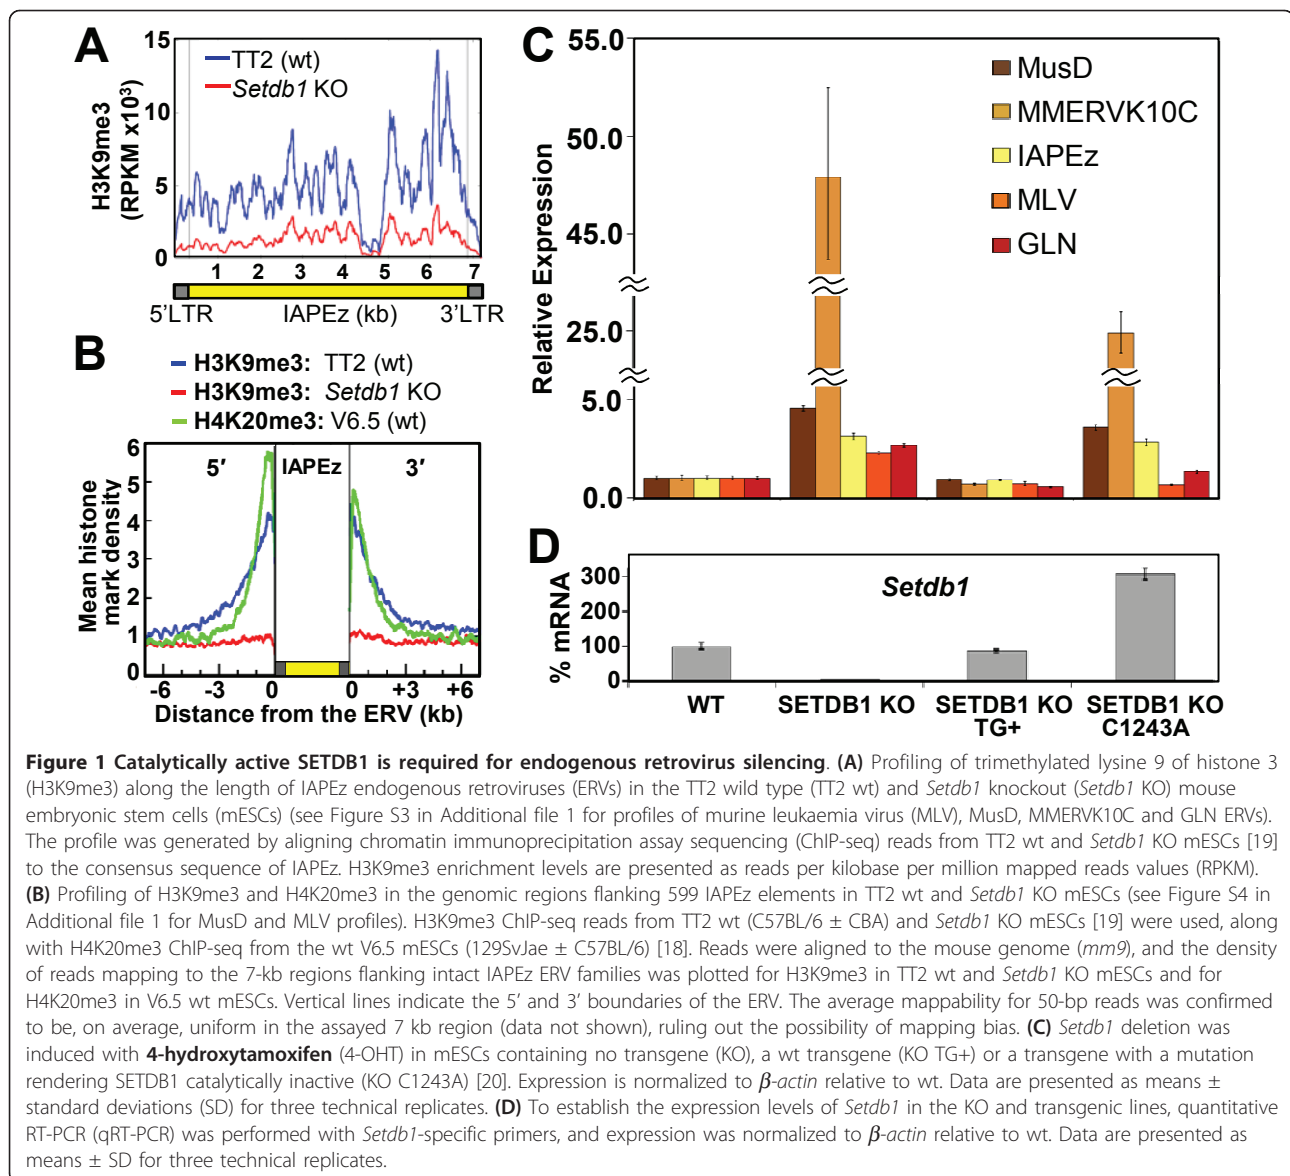 A
15
10
5
0
H3K9me3
(RPKM x10³)
TT2 (wt)
Setdb1 KO
1 2 3 4 5 6 7
5'LTR IAPEz (kb) 3'LTR
B
H3K9me3: TT2 (wt)
H3K9me3: Setdb1 KO
H4K20me3: V6.5 (wt)
Mean histone
mark density
6
5
4
3
2
1
0
5' IAPEz 3'
-6 -3 0 0 +3 +6
Distance from the ERV (kb)
C
Relative Expression
55.0
50.0
45.0
25.0
5.0
0.0
MusD
MMERVK10C
IAPEz
MLV
GLN
D
% mRNA
300
200
100
0
Setdb1
WT SETDB1 KO SETDB1 KO SETDB1 KO
TG+ C1243A
Figure 1 Catalytically active SETDB1 is required for endogenous retrovirus silencing. (A) Profiling of trimethylated lysine 9 of histone 3
(H3K9me3) along the length of IAPEz endogenous retroviruses (ERVs) in the TT2 wild type (TT2 wt) and Setdb1 knockout (Setdb1 KO) mouse
embryonic stem cells (mESCs) (see Figure S3 in Additional file 1 for profiles of murine leukaemia virus (MLV), MusD, MMERVK10C and GLN ERVs).
The profile was generated by aligning chromatin immunoprecipitation assay sequencing (ChIP-seq) reads from TT2 wt and Setdb1 KO mESCs [19]
to the consensus sequence of IAPEz. H3K9me3 enrichment levels are presented as reads per kilobase per million mapped reads values (RPKM).
(B) Profiling of H3K9me3 and H4K20me3 in the genomic regions flanking 599 IAPEz elements in TT2 wt and Setdb1 KO mESCs (see Figure S4 in
Additional file 1 for MusD and MLV profiles). H3K9me3 ChIP-seq reads from TT2 wt (C57BL/6 ± CBA) and Setdb1 KO mESCs [19] were used, along
with H4K20me3 ChIP-seq from the wt V6.5 mESCs (129SvJae ± C57BL/6) [18]. Reads were aligned to the mouse genome (mm9), and the density
of reads mapping to the 7-kb regions flanking intact IAPEz ERV families was plotted for H3K9me3 in TT2 wt and Setdb1 KO mESCs and for
H4K20me3 in V6.5 wt mESCs. Vertical lines indicate the 5' and 3' boundaries of the ERV. The average mappability for 50-bp reads was confirmed
to be, on average, uniform in the assayed 7 kb region (data not shown), ruling out the possibility of mapping bias. (C) Setdb1 deletion was
induced with 4-hydroxytamoxifen (4-OHT) in mESCs containing no transgene (KO), a wt transgene (KO TG+) or a transgene with a mutation
rendering SETDB1 catalytically inactive (KO C1243A) [20]. Expression is normalized to β-actin relative to wt. Data are presented as means ±
standard deviations (SD) for three technical replicates. (D) To establish the expression levels of Setdb1 in the KO and transgenic lines, quantitative
RT-PCR (qRT-PCR) was performed with Setdb1-specific primers, and expression was normalized to β-actin relative to wt. Data are presented as
means ± SD for three technical replicates.